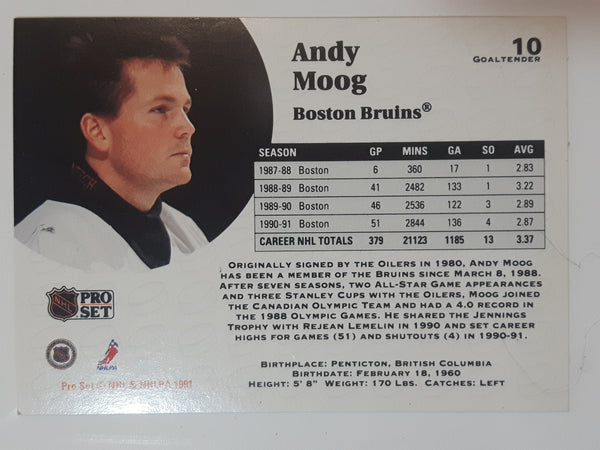 Andy
Moog
Boston Bruins®
10
GOALTENDER
SEASON GP MINS GA SO AVG
1987-88 Boston 6 360 17 1 2.83
1988-89 Boston 41 2482 133 1 3.22
1989-90 Boston 46 2536 122 3 2.89
1990-91 Boston 51 2844 136 4 2.87
CAREER NHL TOTALS 379 21123 1185 13 3.37
ORIGINALLY SIGNED BY THE OILERS IN 1980, ANDY MOOG
HAS BEEN A MEMBER OF THE BRUINS SINCE MARCH 8, 1988.
AFTER SEVEN SEASONS, TWO ALL-STAR GAME APPEARANCES
AND THREE STANLEY CUPS WITH THE OILERS, MOOG JOINED
THE CANADIAN OLYMPIC TEAM AND HAD A 4.0 RECORD IN
THE 1988 OLYMPIC GAMES. HE SHARED THE JENNINGS
TROPHY WITH REJEAN LEMELIN IN 1990 AND SET CAREER
HIGHS FOR GAMES (51) AND SHUTOUTS (4) IN 1990-91.
BIRTHPLACE: PENTICTON, BRITISH COLUMBIA
BIRTHDATE: FEBRUARY 18, 1960
HEIGHT: 5' 8" WEIGHT: 170 LBS. CATCHES: LEFT
NHL PRO
SET
NHLPA
Pro Set © NHL & NHLPA 1991